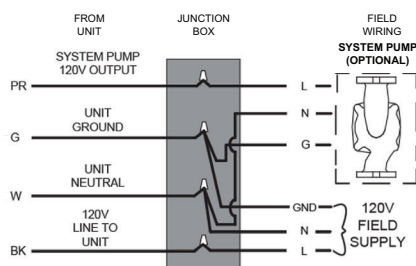 FROM
UNIT
JUNCTION
BOX
FIELD
WIRING
SYSTEM PUMP
(OPTIONAL)
SYSTEM PUMP
120V OUTPUT
PR
L
N
UNIT
GROUND
G
G
UNIT
NEUTRAL
W
GND
120V
LINE TO
UNIT
N
120V
FIELD
SUPPLY
BK
L